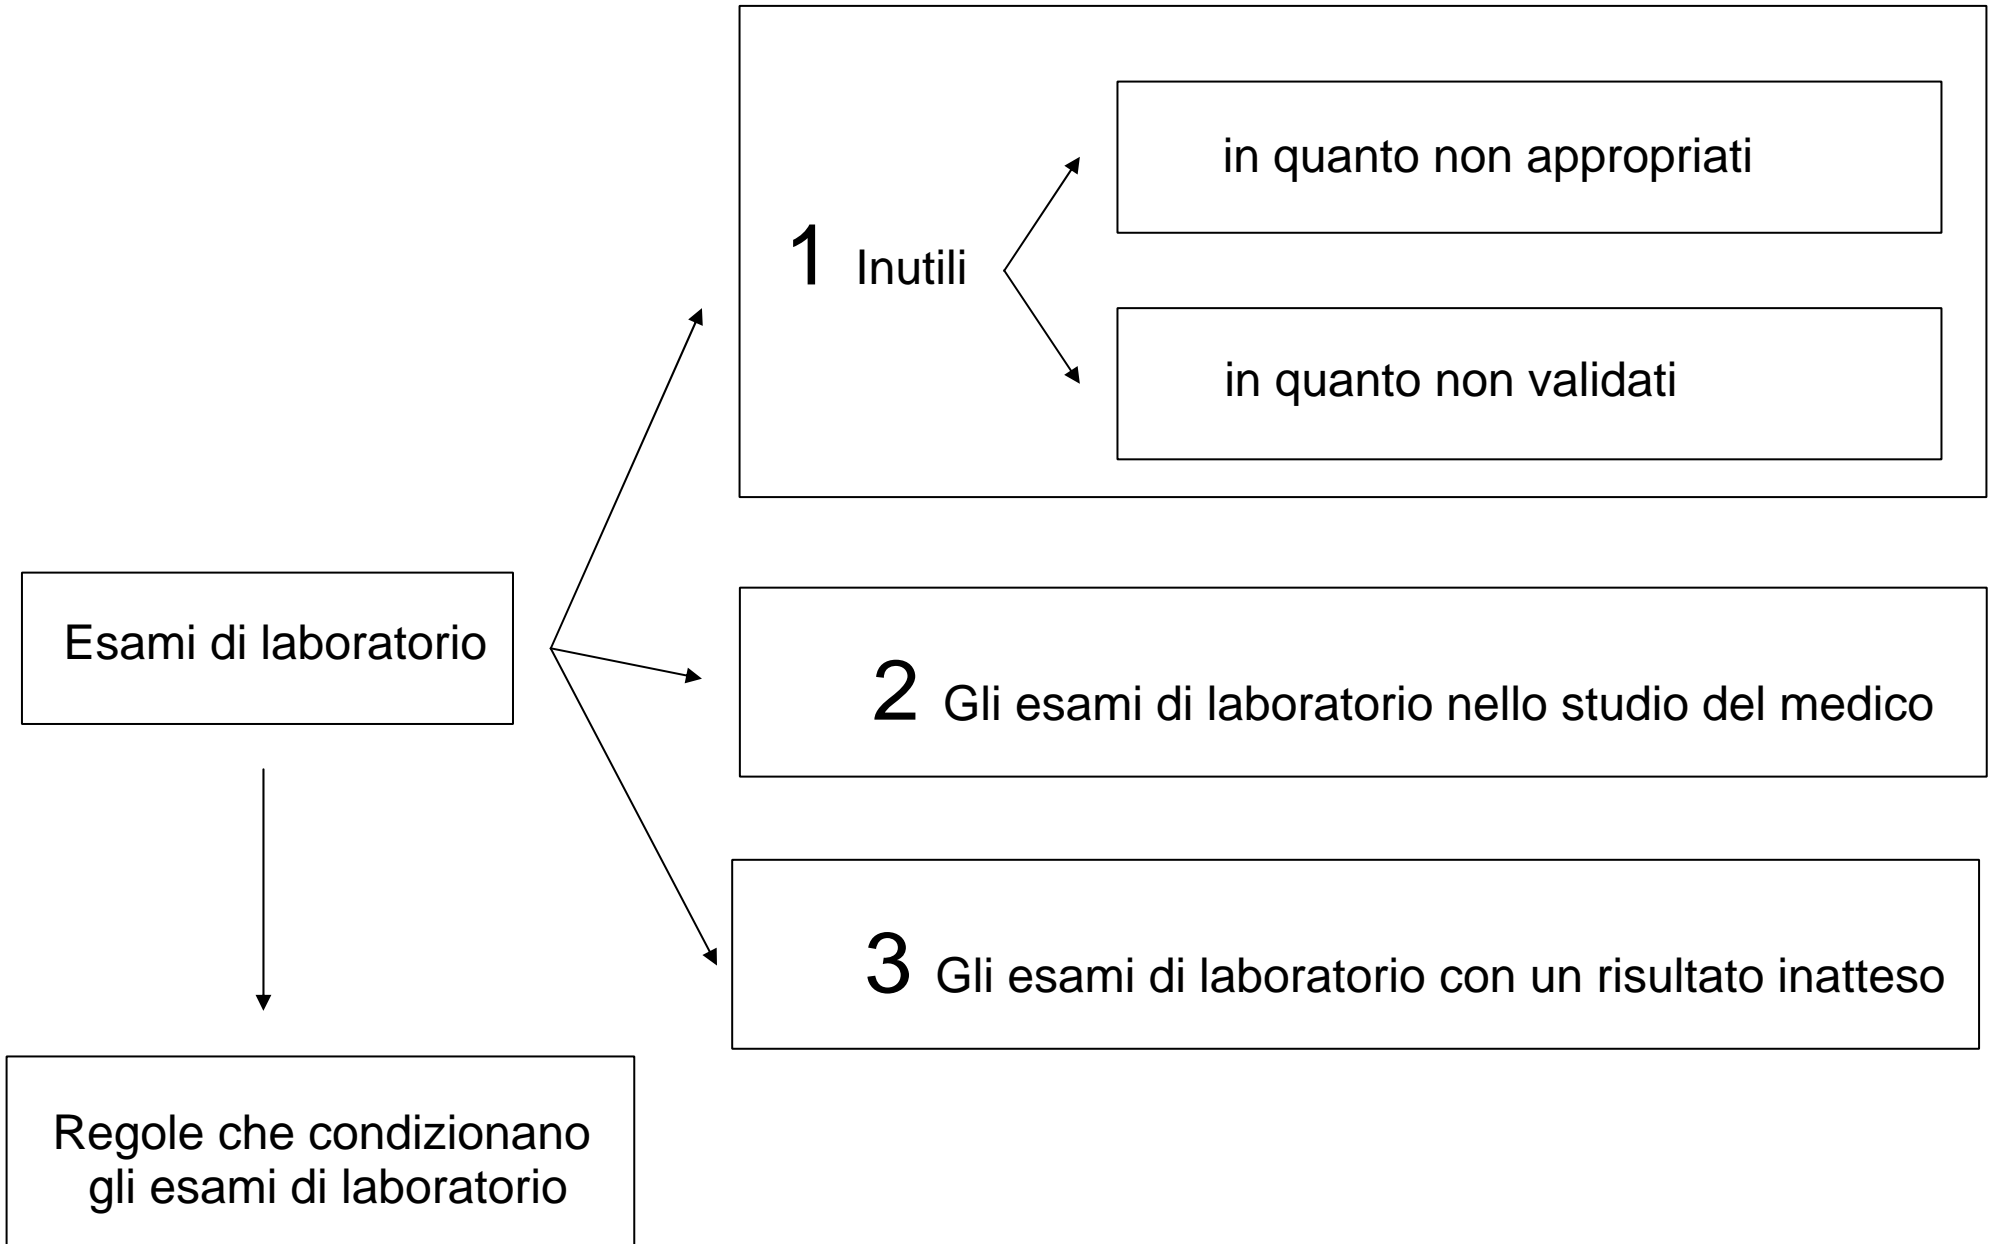 in quanto non appropriati
1 Inutili
in quanto non validati
Esami di laboratorio
2 Gli esami di laboratorio nello studio del medico
3 Gli esami di laboratorio con un risultato inatteso
Regole che condizionano
gli esami di laboratorio